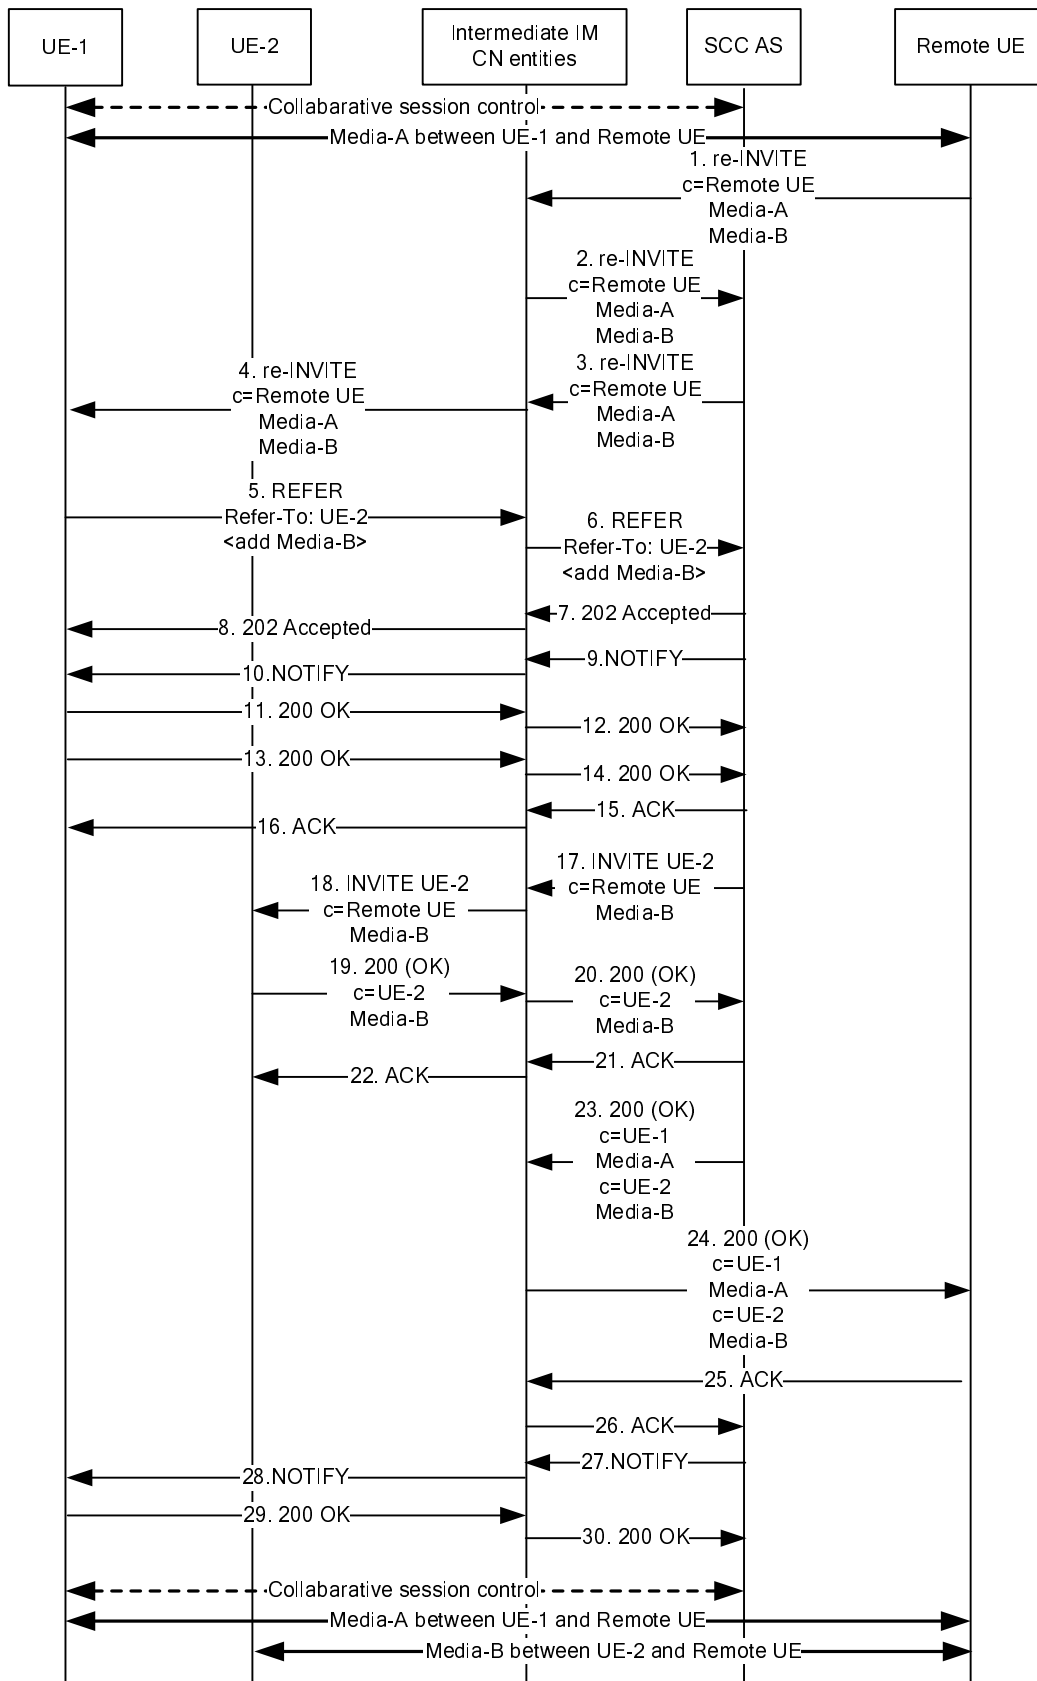 UE-1
UE-2
Intermediate IM
CN entities
SCC AS
Remote UE
Collabarative session control
Media-A between UE-1 and Remote UE
1. re-INVITE
c=Remote UE
Media-A
Media-B
2. re-INVITE
c=Remote UE
Media-A
Media-B
3. re-INVITE
c=Remote UE
Media-A
Media-B
4. re-INVITE
c=Remote UE
Media-A
Media-B
5. REFER
Refer-To: UE-2
<add Media-B>
6. REFER
Refer-To: UE-2
<add Media-B>
7. 202 Accepted
8. 202 Accepted
9.NOTIFY
10.NOTIFY
11. 200 OK
12. 200 OK
13. 200 OK
14. 200 OK
15. ACK
16. ACK
17. INVITE UE-2
c=Remote UE
Media-B
18. INVITE UE-2
c=Remote UE
Media-B
19. 200 (OK)
c=UE-2
Media-B
20. 200 (OK)
c=UE-2
Media-B
21. ACK
22. ACK
23. 200 (OK)
c=UE-1
Media-A
c=UE-2
Media-B
24. 200 (OK)
c=UE-1
Media-A
c=UE-2
Media-B
25. ACK
26. ACK
27.NOTIFY
28.NOTIFY
29. 200 OK
30. 200 OK
Collabarative session control
Media-A between UE-1 and Remote UE
Media-B between UE-2 and Remote UE